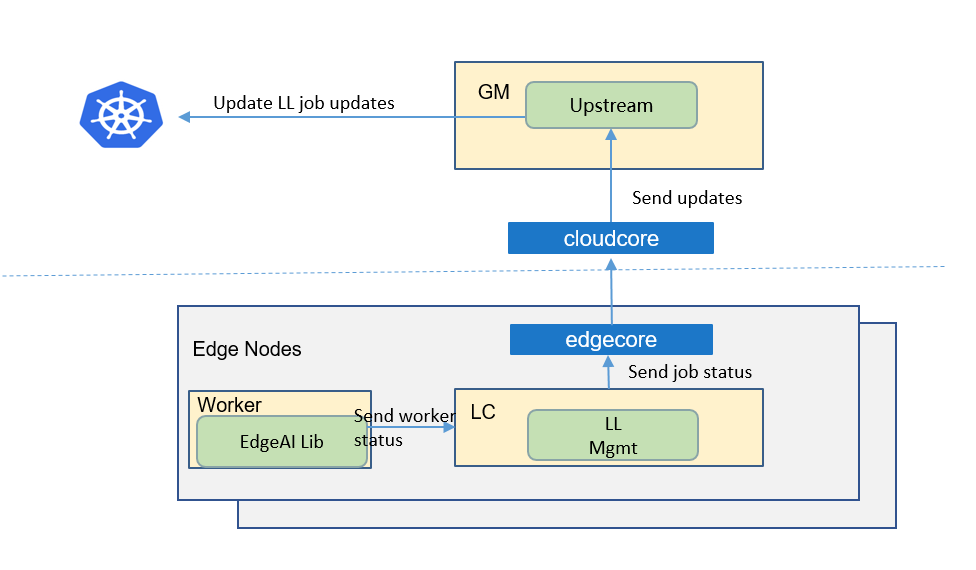 GM
Upstream
Update LL job updates
Send updates
cloudcore
edgecore
Edge Nodes
Send job status
Worker
EdgeAI Lib
Send worker
status
LC
LL
Mgmt